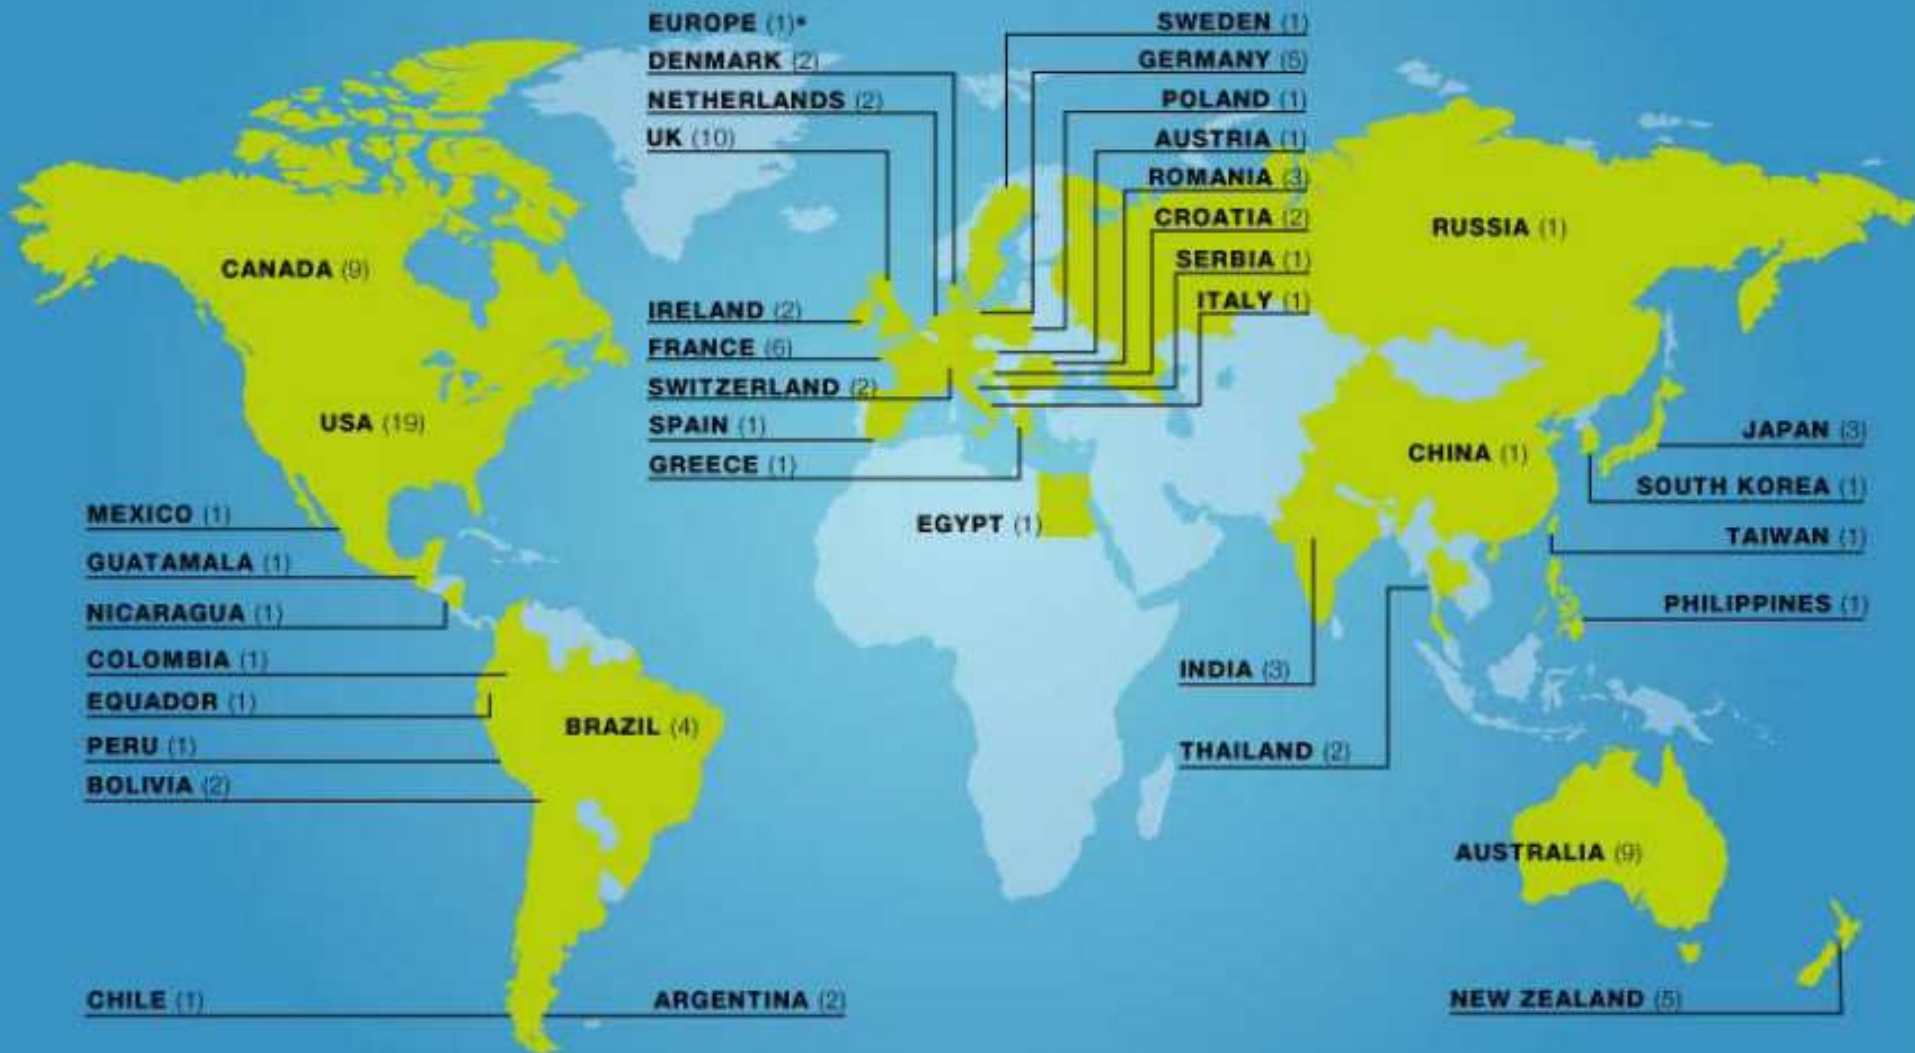 EUROPE (1)*
DENMARK (2)
NETHERLANDS (2)
UK (10)
SWEDEN (1)
GERMANY (5)
POLAND (1)
AUSTRIA (1)
ROMANIA (3)
CROATIA (2)
SERBIA (1)
ITALY (1)
RUSSIA (1)
CANADA (9)
USA (19)
IRELAND (2)
FRANCE (6)
SWITZERLAND (2)
SPAIN (1)
GREECE (1)
EGYPT (1)
CHINA (1)
JAPAN (3)
SOUTH KOREA (1)
TAIWAN (1)
PHILIPPINES (1)
INDIA (3)
THAILAND (2)
MEXICO (1)
GUATAMALA (1)
NICARAGUA (1)
COLOMBIA (1)
EQUADOR (1)
PERU (1)
BOLIVIA (2)
BRAZIL (4)
CHILE (1)
ARGENTINA (2)
AUSTRALIA (9)
NEW ZEALAND (5)